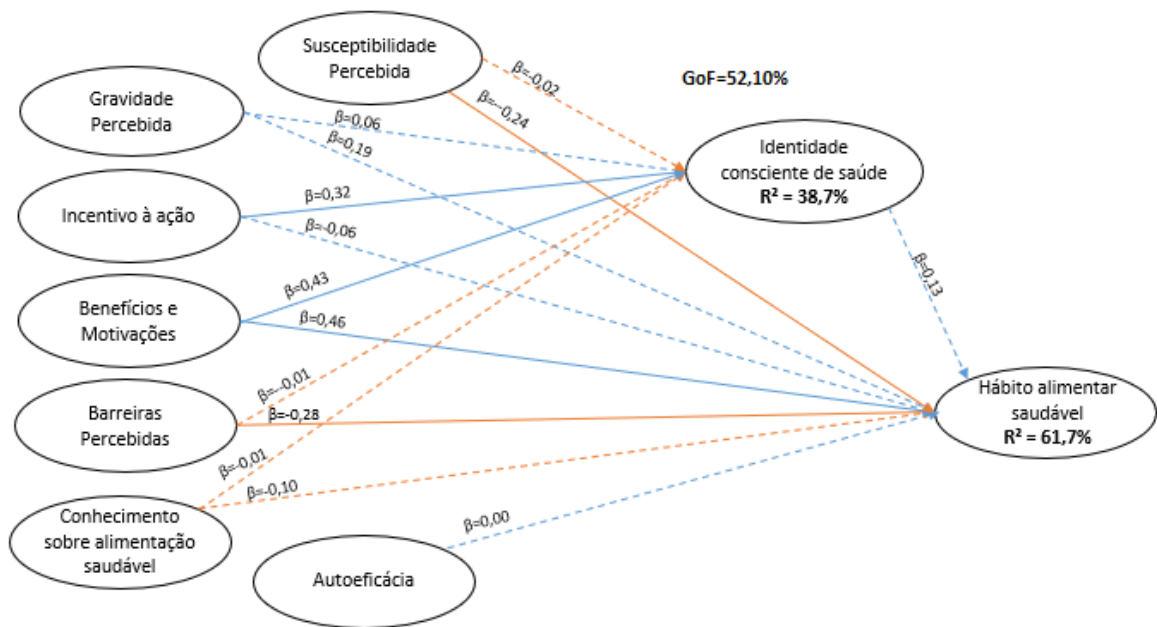 Susceptibilidade
Percebida
GoF=52,10%
Gravidade
Percebida
β=-0,02
β=--0,24
β=0,06
β=0,19
Identidade
consciente de saúde
R² = 38,7%
Incentivo à ação
β=0,32
β=-0,06
Benefícios e
Motivações
β=0,43
β=0,46
β=0,13
Barreiras
Percebidas
β=--0,01
β=-0,28
Hábito alimentar
saudável
R² = 61,7%
Conhecimento
sobre alimentação
saudável
β=-0,01
β=-0,10
Autoeficácia
β=0,00